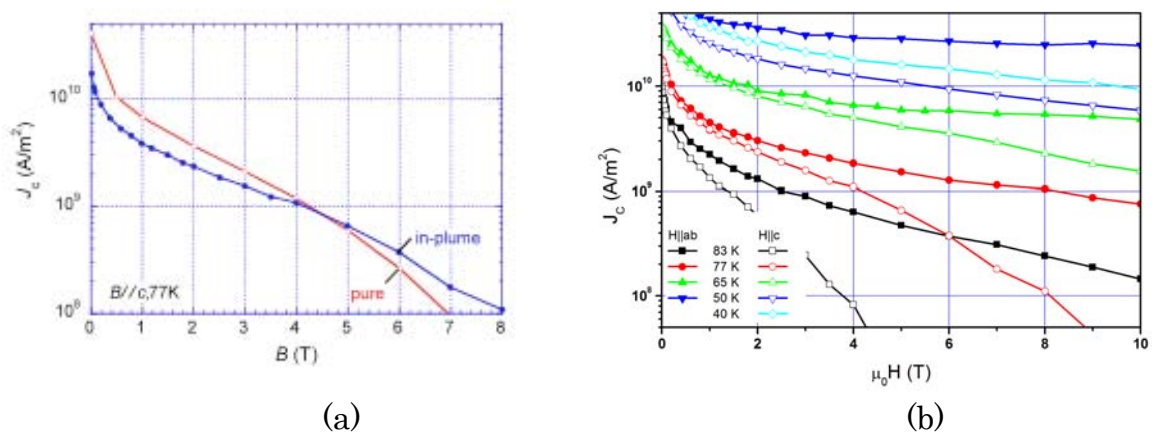 10¹⁰
10⁹
10⁸
J_c (A/m²)
in-plume
pure
B//c,77K
0 1 2 3 4 5 6 7 8
B (T)
(a)
10¹⁰
10⁹
10⁸
J_C (A/m²)
H||ab H||c
83 K
77 K
65 K
50 K
40 K
0 2 4 6 8 10
μ₀H (T)
(b)